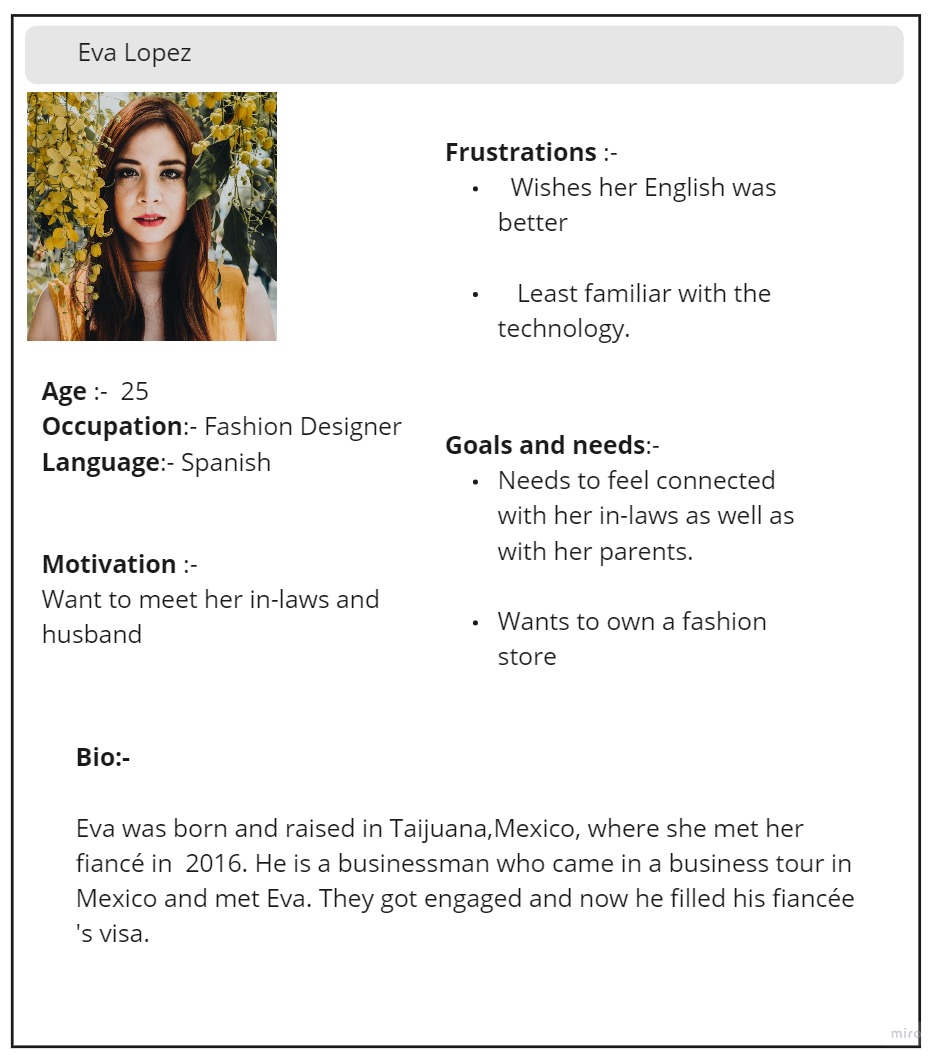 Eva Lopez
Frustrations :-
• Wishes her English was
better
• Least familiar with the
technology.
Age :- 25
Occupation:- Fashion Designer
Language:- Spanish
Goals and needs:-
• Needs to feel connected
with her in-laws as well as
with her parents.
• Wants to own a fashion
store
Motivation :-
Want to meet her in-laws and
husband
Bio:-
Eva was born and raised in Taijuana,Mexico, where she met her
fiancé in 2016. He is a businessman who came in a business tour in
Mexico and met Eva. They got engaged and now he filled his fiancée
's visa.
miro